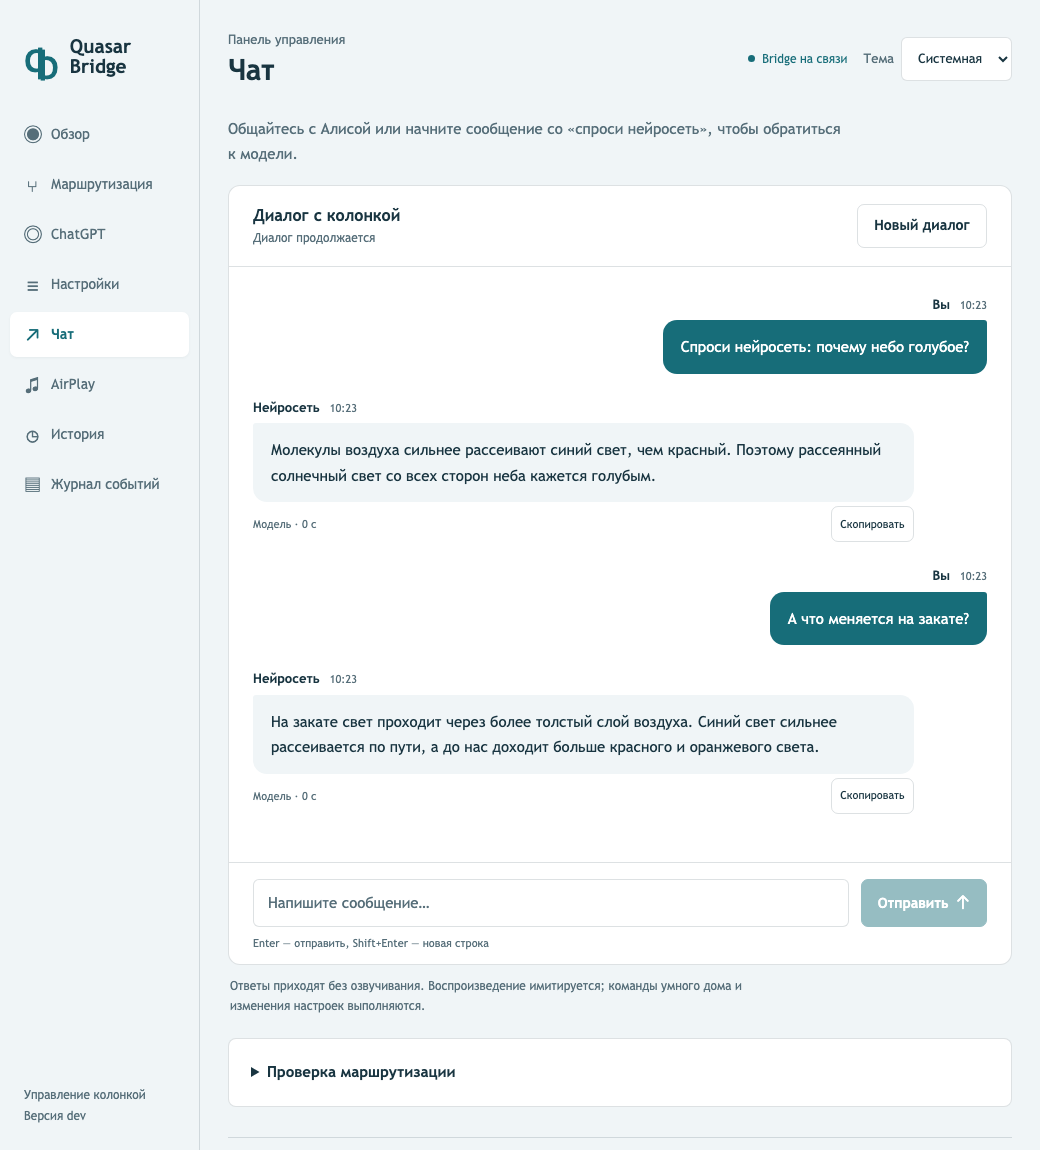 Quasar
Bridge
Обзор
Маршрутизация
ChatGPT
Настройки
Чат
AirPlay
История
Журнал событий
Управление колонкой
Версия dev
Панель управления
Чат
Bridge на связи
Тема
Системная
Общайтесь с Алисой или начните сообщение со «спроси нейросеть», чтобы обратиться
к модели.
Диалог с колонкой
Диалог продолжается
Новый диалог
Вы 10:23
Спроси нейросеть: почему небо голубое?
Нейросеть 10:23
Молекулы воздуха сильнее рассеивают синий свет, чем красный. Поэтому рассеянный
солнечный свет со всех сторон неба кажется голубым.
Модель · 0 с
Скопировать
Вы 10:23
А что меняется на закате?
Нейросеть 10:23
На закате свет проходит через более толстый слой воздуха. Синий свет сильнее
рассеивается по пути, а до нас доходит больше красного и оранжевого света.
Модель · 0 с
Скопировать
Напишите сообщение…
Отправить ↑
Enter — отправить, Shift+Enter — новая строка
Ответы приходят без озвучивания. Воспроизведение имитируется; команды умного дома и
изменения настроек выполняются.
Проверка маршрутизации